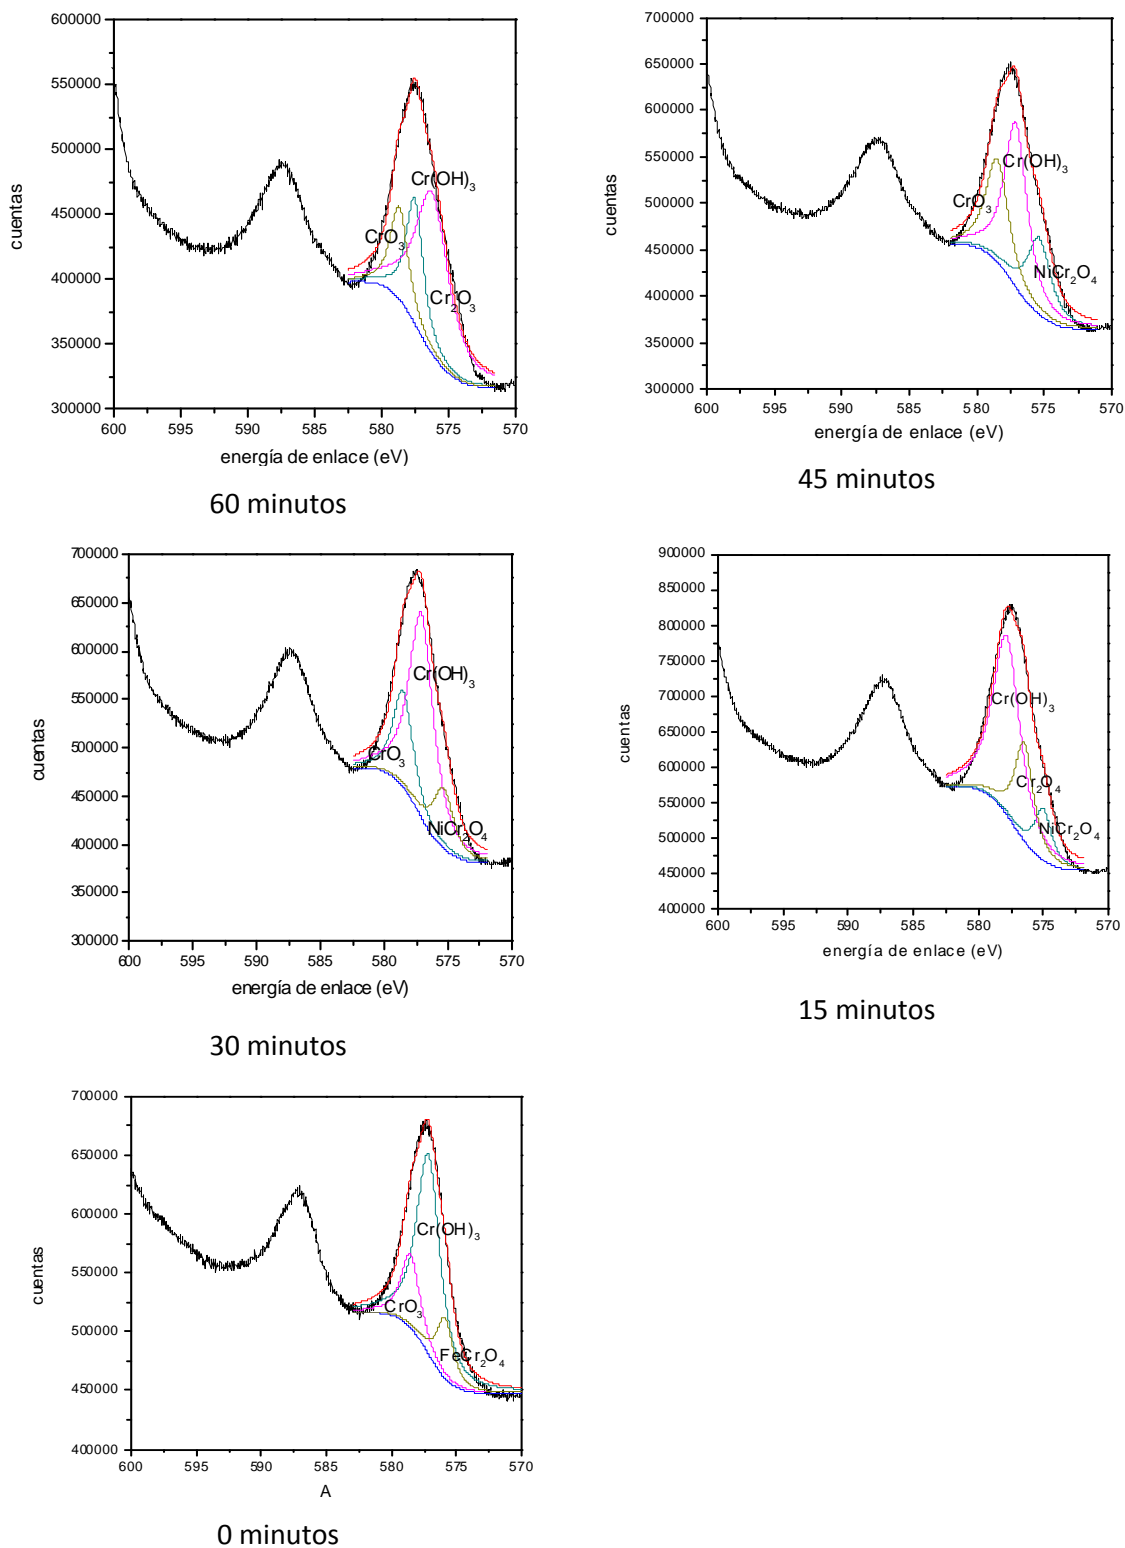 600000
550000
500000
450000
400000
350000
300000
cuentas
Cr(OH)3
CrO3
Cr2O3
600 595 590 585 580 575 570
energía de enlace (eV)
60 minutos
700000
650000
600000
550000
500000
450000
400000
350000
300000
cuentas
Cr(OH)3
CrO3
NiCr2O4
600 595 590 585 580 575 570
energía de enlace (eV)
45 minutos
700000
650000
600000
550000
500000
450000
400000
350000
300000
cuentas
Cr(OH)3
CrO3
NiCr2O4
600 595 590 585 580 575 570
energía de enlace (eV)
30 minutos
900000
850000
800000
750000
700000
650000
600000
550000
500000
450000
400000
cuentas
Cr(OH)3
Cr2O4
NiCr2O4
600 595 590 585 580 575 570
energía de enlace (eV)
15 minutos
700000
650000
600000
550000
500000
450000
400000
cuentas
Cr(OH)3
CrO3
FeCr2O4
600 595 590 585 580 575 570
A
0 minutos